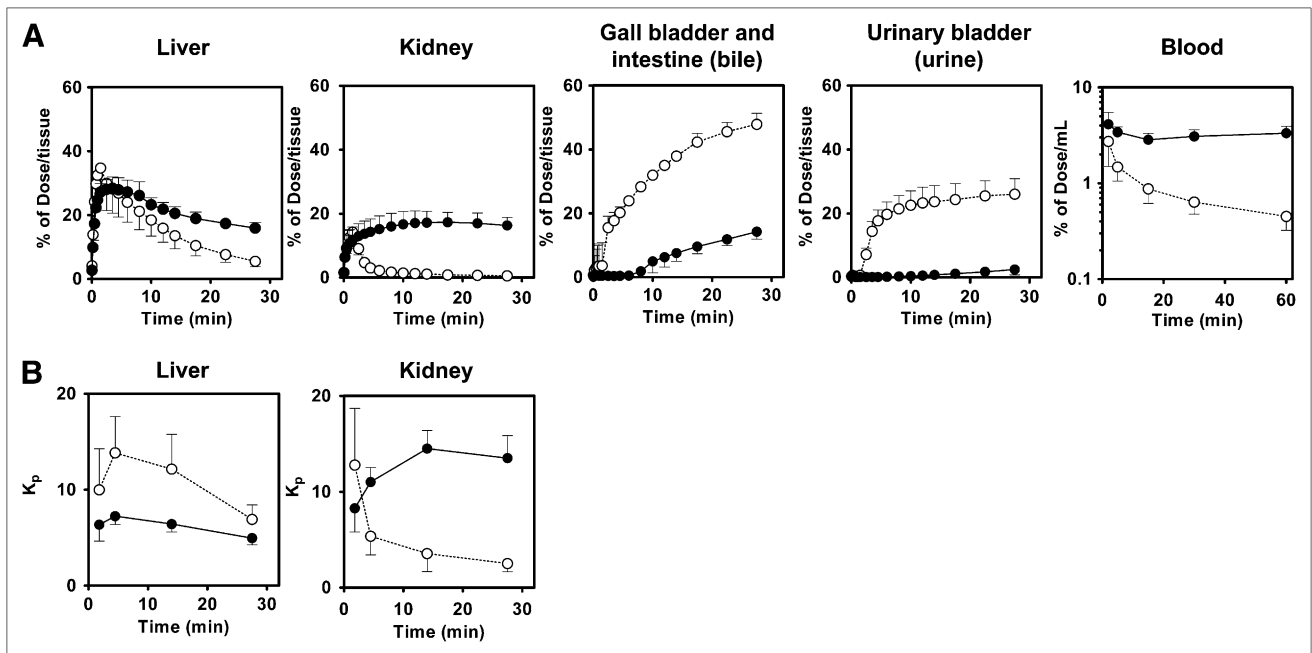 A
Liver
Kidney
Gall bladder and
intestine (bile)
Urinary bladder
(urine)
Blood
% of Dose/tissue
60
40
20
0
0 10 20 30
Time (min)
% of Dose/tissue
60
40
20
0
0 10 20 30
Time (min)
% of Dose/tissue
60
40
20
0
0 10 20 30
Time (min)
% of Dose/tissue
60
40
20
0
0 10 20 30
Time (min)
% of Dose/mL
10
1
0.1
0 20 40 60
Time (min)
B
Liver
Kp
20
10
0
0 10 20 30
Time (min)
Kidney
Kp
20
10
0
0 10 20 30
Time (min)